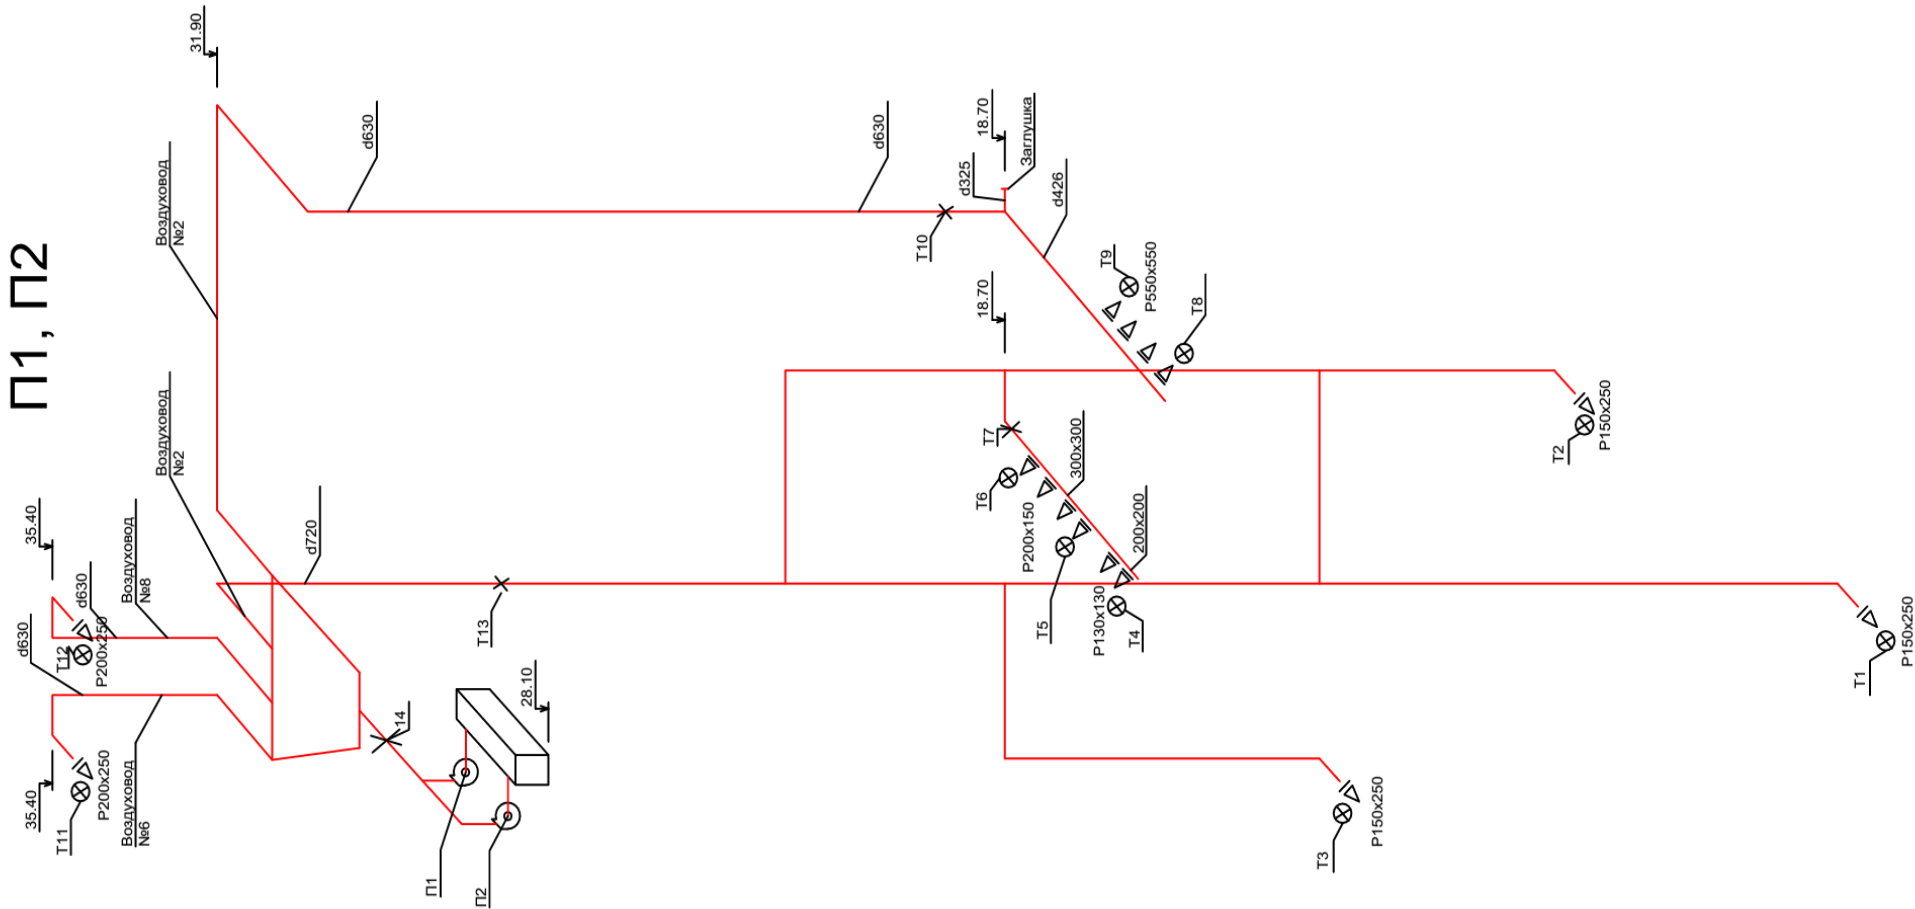 П1, П2
31.90
Воздуховод
№2
d630
d630
18.70
d325
Заглушка
d426
T10
T9
P550x550
T8
18.70
Воздуховод
№2
35.40
d630
Воздуховод
№8
d720
T7
T6
300x300
P200x150
200x200
T5
P130x130
T4
T2
P150x250
d630
T12
P200x250
T13
28.10
14
35.40
T11
P200x250
Воздуховод
№6
П1
П2
T3
P150x250
T1
P150x250